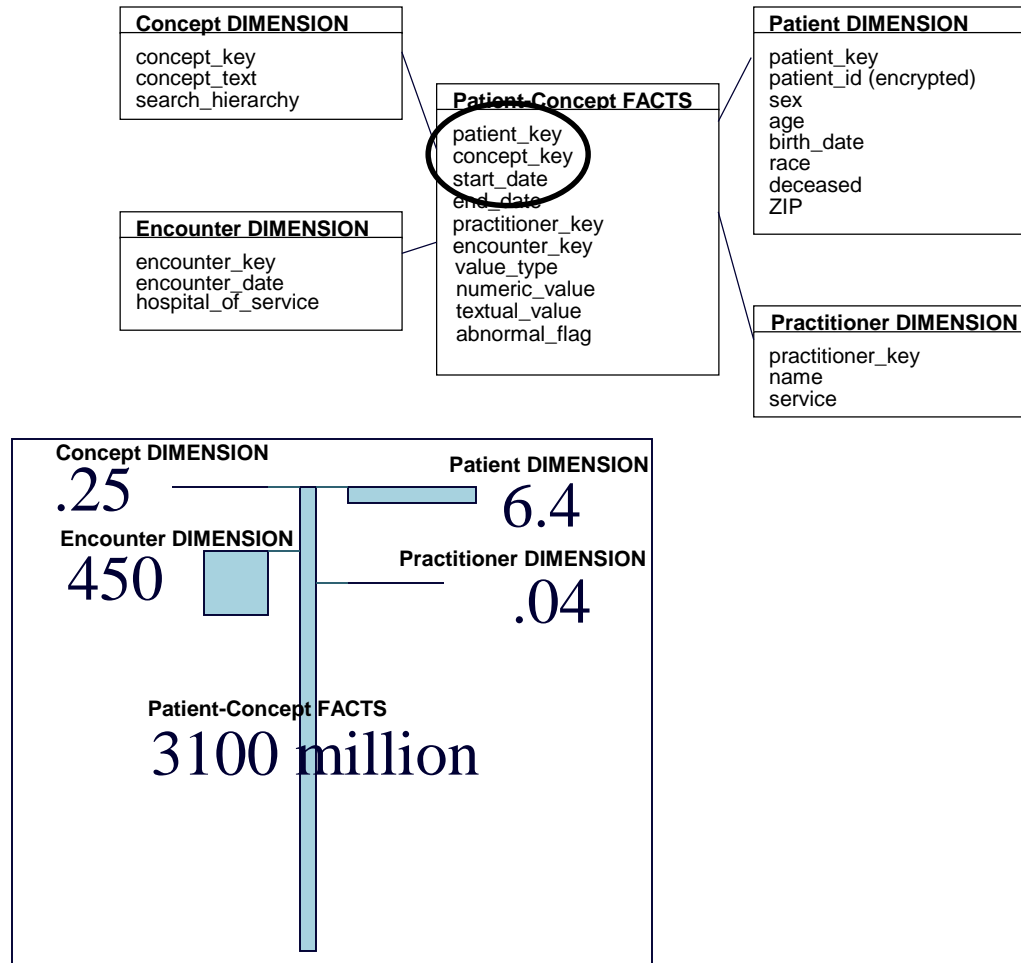 Concept DIMENSION
concept_key
concept_text
search_hierarchy
Encounter DIMENSION
encounter_key
encounter_date
hospital_of_service
Patient-Concept FACTS
patient_key
concept_key
start_date
end_date
practitioner_key
encounter_key
value_type
numeric_value
textual_value
abnormal_flag
Patient DIMENSION
patient_key
patient_id (encrypted)
sex
age
birth_date
race
deceased
ZIP
Practitioner DIMENSION
practitioner_key
name
service
Concept DIMENSION
.25
Patient DIMENSION
6.4
Encounter DIMENSION
450
Practitioner DIMENSION
.04
Patient-Concept FACTS
3100 million